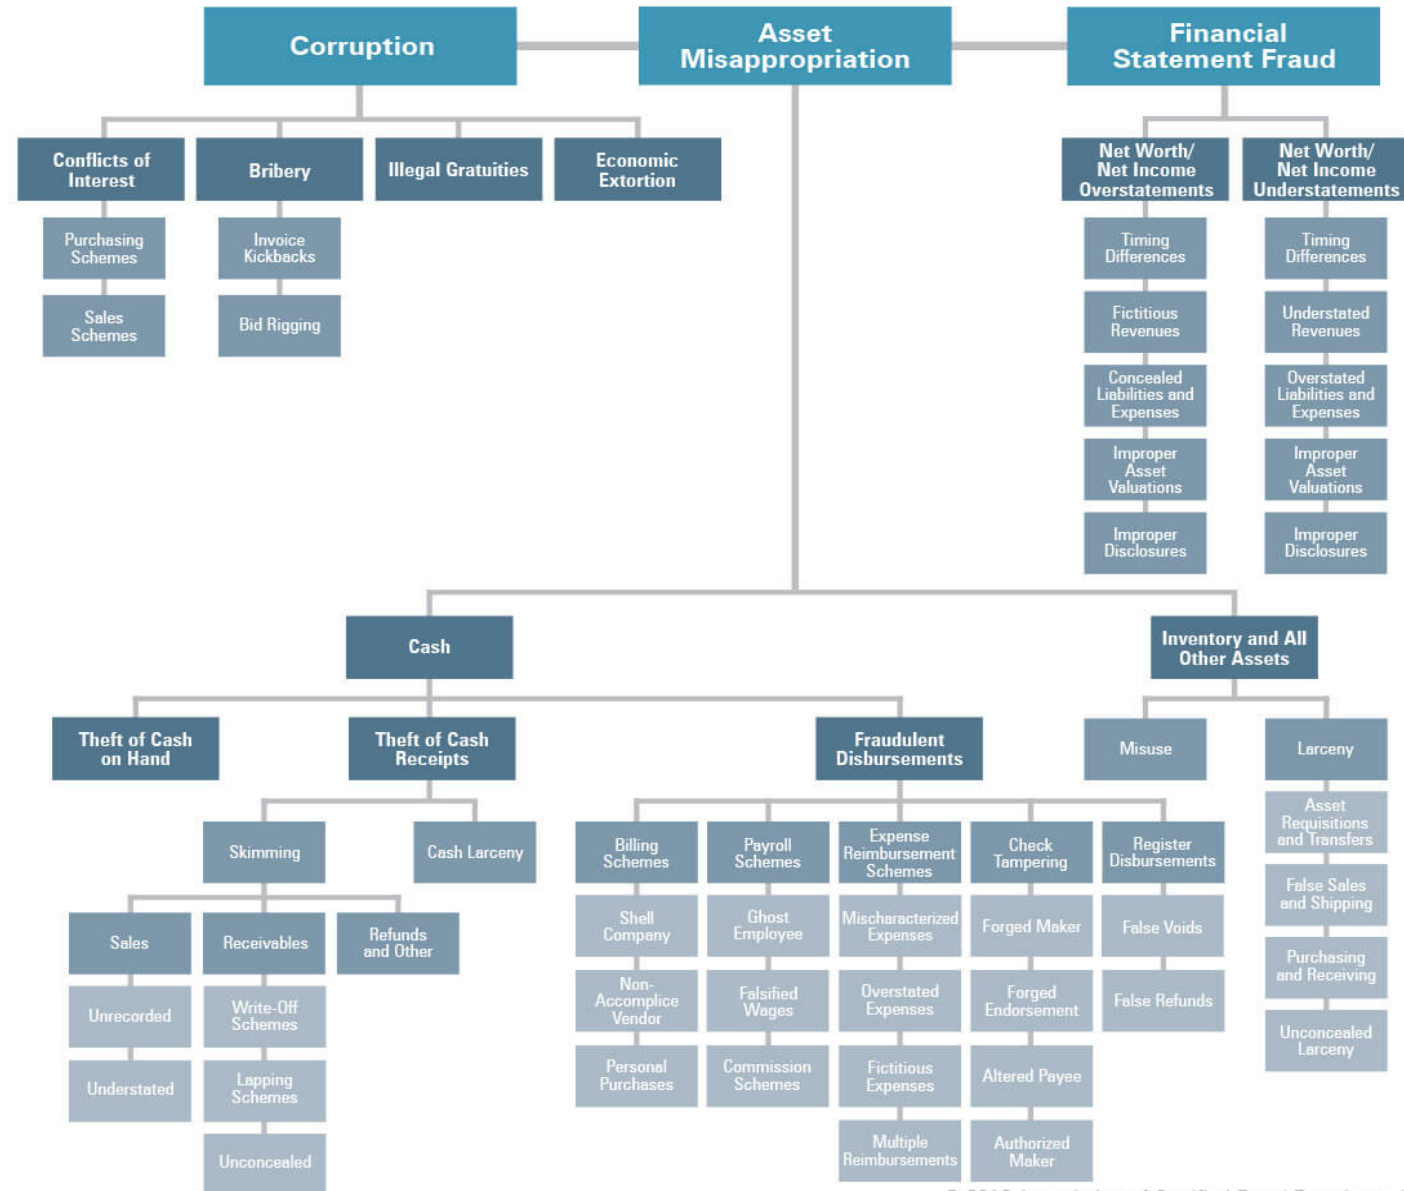 Corruption
Asset
Misappropriation
Financial
Statement Fraud
Conflicts of
Interest
Bribery
Illegal Gratuities
Economic
Extortion
Net Worth/
Net Income
Overstatements
Net Worth/
Net Income
Understatements
Purchasing
Schemes
Sales
Schemes
Invoice
Kickbacks
Bid Rigging
Timing
Differences
Fictitious
Revenues
Concealed
Liabilities and
Expenses
Improper
Asset
Valuations
Improper
Disclosures
Timing
Differences
Understated
Revenues
Overstated
Liabilities and
Expenses
Improper
Asset
Valuations
Improper
Disclosures
Cash
Inventory and All
Other Assets
Theft of Cash
on Hand
Theft of Cash
Receipts
Fraudulent
Disbursements
Misuse
Larceny
Skimming
Cash Larceny
Sales
Receivables
Refunds
and Other
Unrecorded
Understated
Write-Off
Schemes
Lapping
Schemes
Unconcealed
Billing
Schemes
Shell
Company
Non-
Accomplice
Vendor
Personal
Purchases
Payroll
Schemes
Ghost
Employee
Falsified
Wages
Commission
Schemes
Expense
Reimbursement
Schemes
Mischaracterized
Expenses
Overstated
Expenses
Fictitious
Expenses
Multiple
Reimbursements
Check
Tampering
Forged Maker
Forged
Endorsement
Altered Payee
Authorized
Maker
Register
Disbursements
False Voids
False Refunds
Asset
Requisitions
and Transfers
False Sales
and Shipping
Purchasing
and Receiving
Unconcealed
Larceny